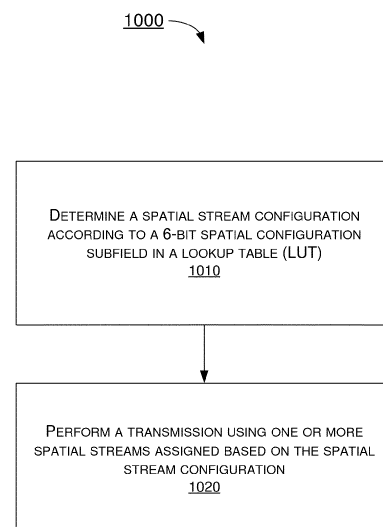 1000
DETERMINE A SPATIAL STREAM CONFIGURATION
ACCORDING TO A 6-BIT SPATIAL CONFIGURATION
SUBFIELD IN A LOOKUP TABLE (LUT)
1010
PERFORM A TRANSMISSION USING ONE OR MORE
SPATIAL STREAMS ASSIGNED BASED ON THE SPATIAL
STREAM CONFIGURATION
1020